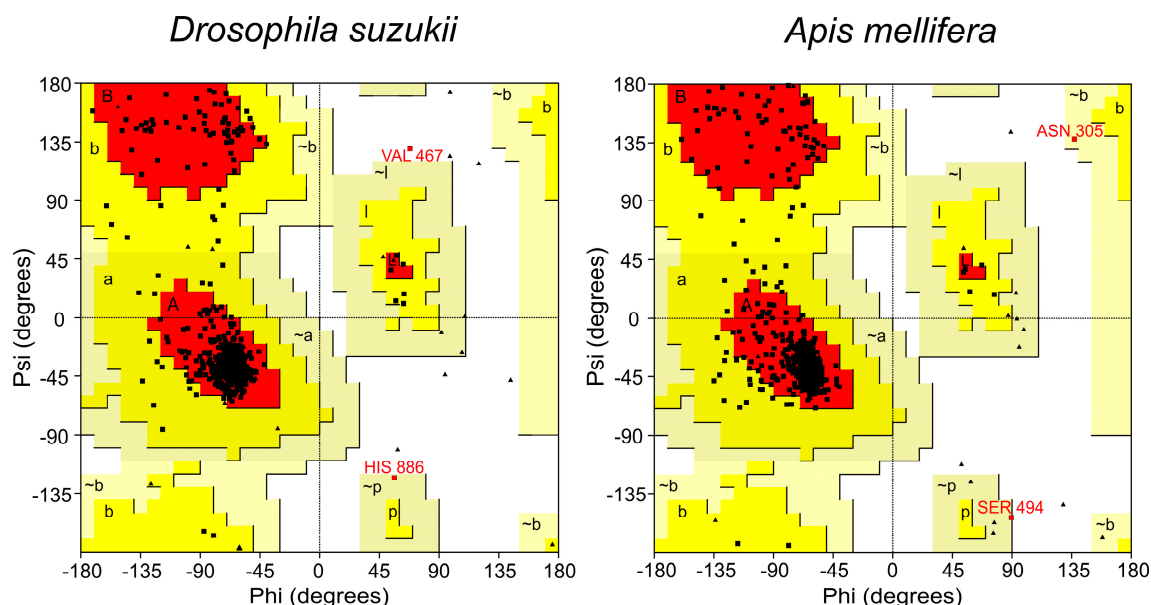 Drosophila suzukii
Apis mellifera
180
B
~b
b
135
VAL 467
b
~b
~l
90
l
45
a
A
Psi (degrees)
0
~a
-45
-90
HIS 886
~b
~p
-135
b
p
~b
-180 -135 -90 -45 0 45 90 135 180
Phi (degrees)
180
B
~b
b
ASN 305
135
b
~b
~l
90
l
45
a
A
Psi (degrees)
0
~a
-45
-90
~b
~p
-135
SER 494
b
p
~b
-180 -135 -90 -45 0 45 90 135 180
Phi (degrees)